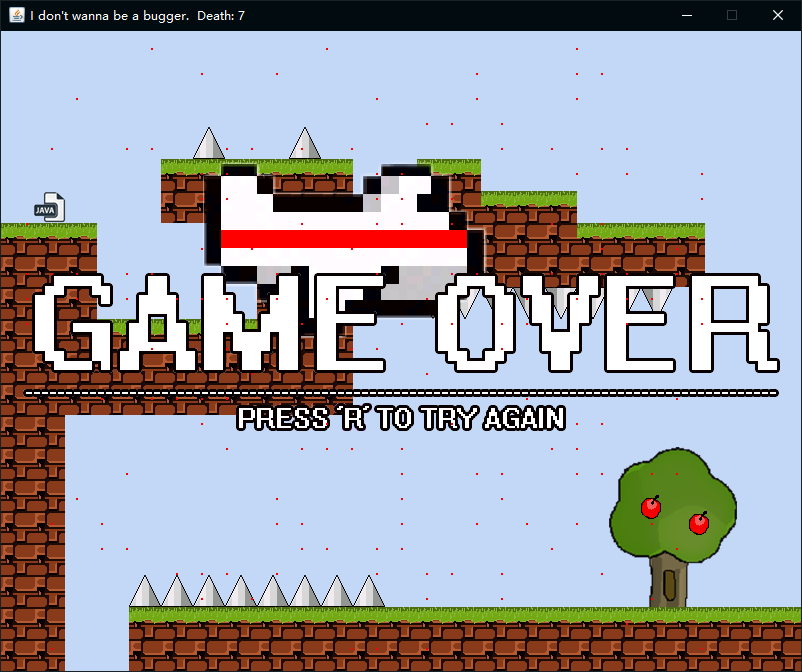 I don't wanna be a bugger. Death: 7
JAVA
GAME OVER
PRESS 'R' TO TRY AGAIN